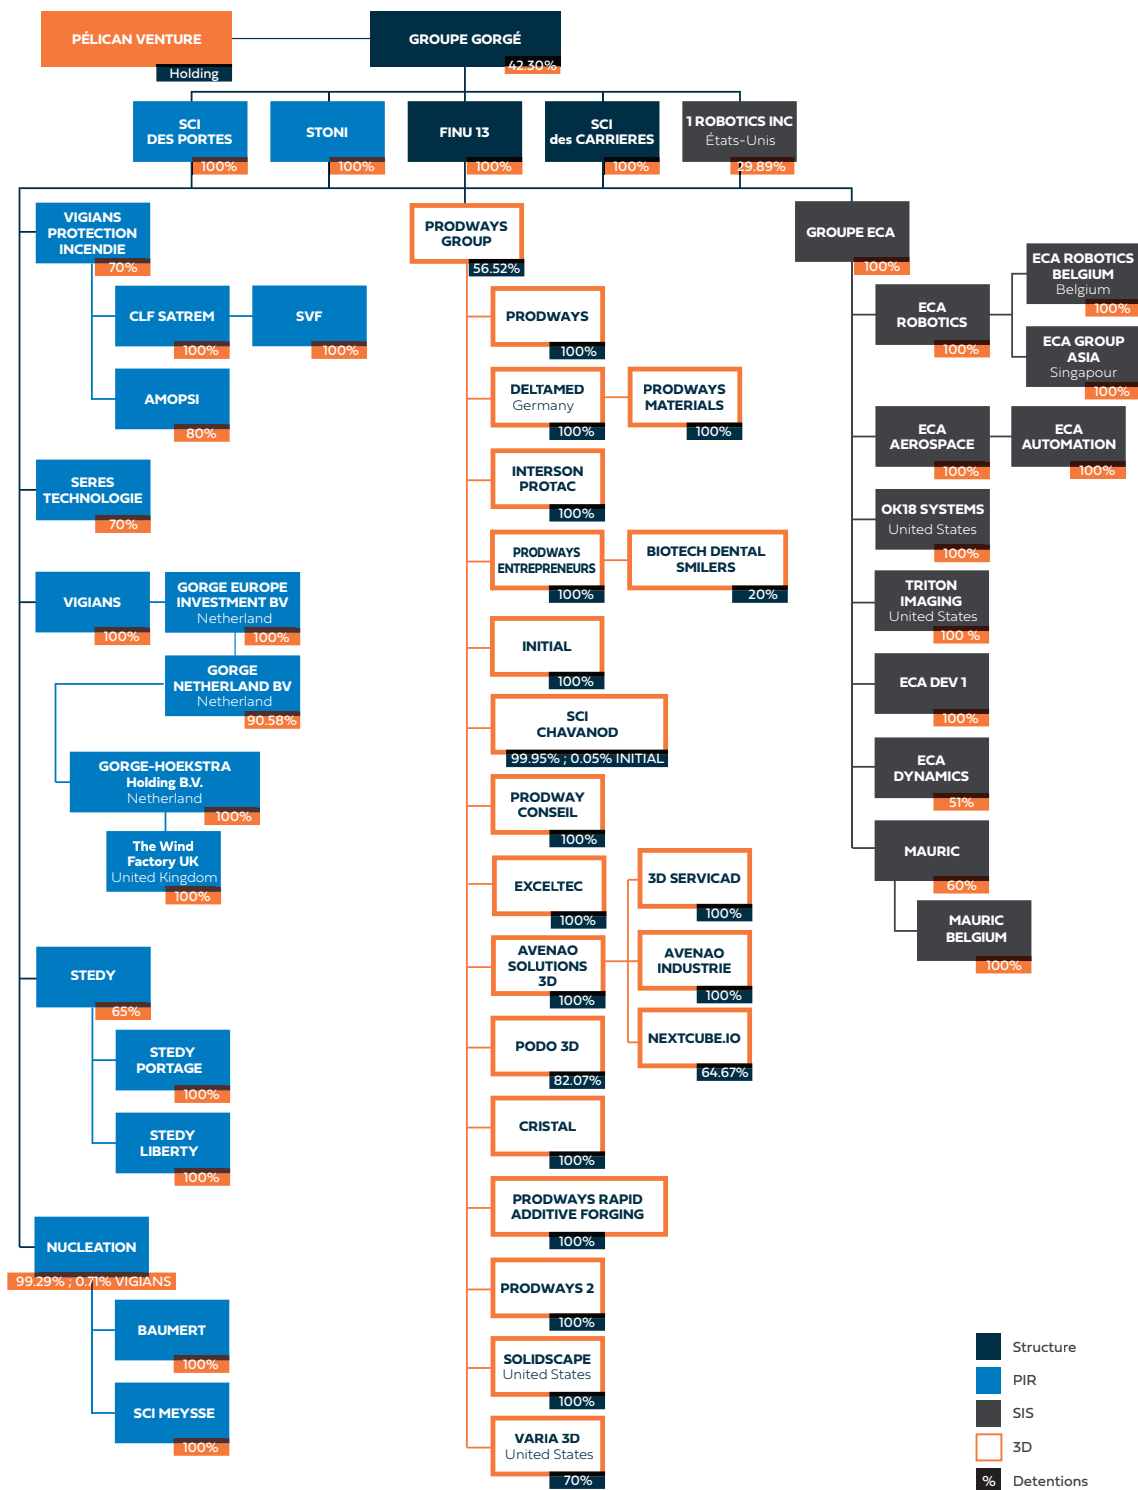 PÉLICAN VENTURE
Holding
GROUPE GORGÉ
42.30%
SCI
DES PORTES
100%
STONI
100%
FINU 13
100%
SCI
des CARRIERES
100%
1 ROBOTICS INC
États-Unis
29.89%
VIGIANS
PROTECTION
INCENDIE
70%
CLF SATREM
100%
SVF
100%
AMOPSI
80%
SERES
TECHNOLOGIE
70%
VIGIANS
100%
GORGE EUROPE
INVESTMENT BV
Netherland
100%
GORGE
NETHERLAND BV
Netherland
90.58%
GORGE-HOEKSTRA
Holding B.V.
Netherland
100%
The Wind
Factory UK
United Kingdom
100%
STEDY
65%
STEDY
PORTAGE
100%
STEDY
LIBERTY
100%
NUCLEATION
99.29% ; 0.71% VIGIANS
BAUMERT
100%
SCI MEYSSE
100%
PRODWAYS
GROUP
56.52%
PRODWAYS
100%
DELTAMED
Germany
100%
PRODWAYS
MATERIALS
100%
INTERSON
PROTAC
100%
PRODWAYS
ENTREPRENEURS
100%
BIOTECH DENTAL
SMILERS
20%
INITIAL
100%
SCI
CHAVANOD
99.95% ; 0.05% INITIAL
PRODWAY
CONSEIL
100%
EXCELTEC
100%
AVENAO
SOLUTIONS
3D
100%
3D SERVICAD
100%
AVENAO
INDUSTRIE
100%
NEXTCUBE.IO
64.67%
PODO 3D
82.07%
CRISTAL
100%
PRODWAYS RAPID
ADDITIVE FORGING
100%
PRODWAYS 2
100%
SOLIDSCAPE
United States
100%
VARIA 3D
United States
70%
GROUPE ECA
100%
ECA
ROBOTICS
100%
ECA ROBOTICS
BELGIUM
Belgium
100%
ECA GROUP
ASIA
Singapour
100%
ECA
AEROSPACE
100%
ECA
AUTOMATION
100%
OK18 SYSTEMS
United States
100%
TRITON
IMAGING
United States
100 %
ECA DEV 1
100%
ECA
DYNAMICS
51%
MAURIC
60%
MAURIC
BELGIUM
100%
Structure
PIR
SIS
3D
% Detentions